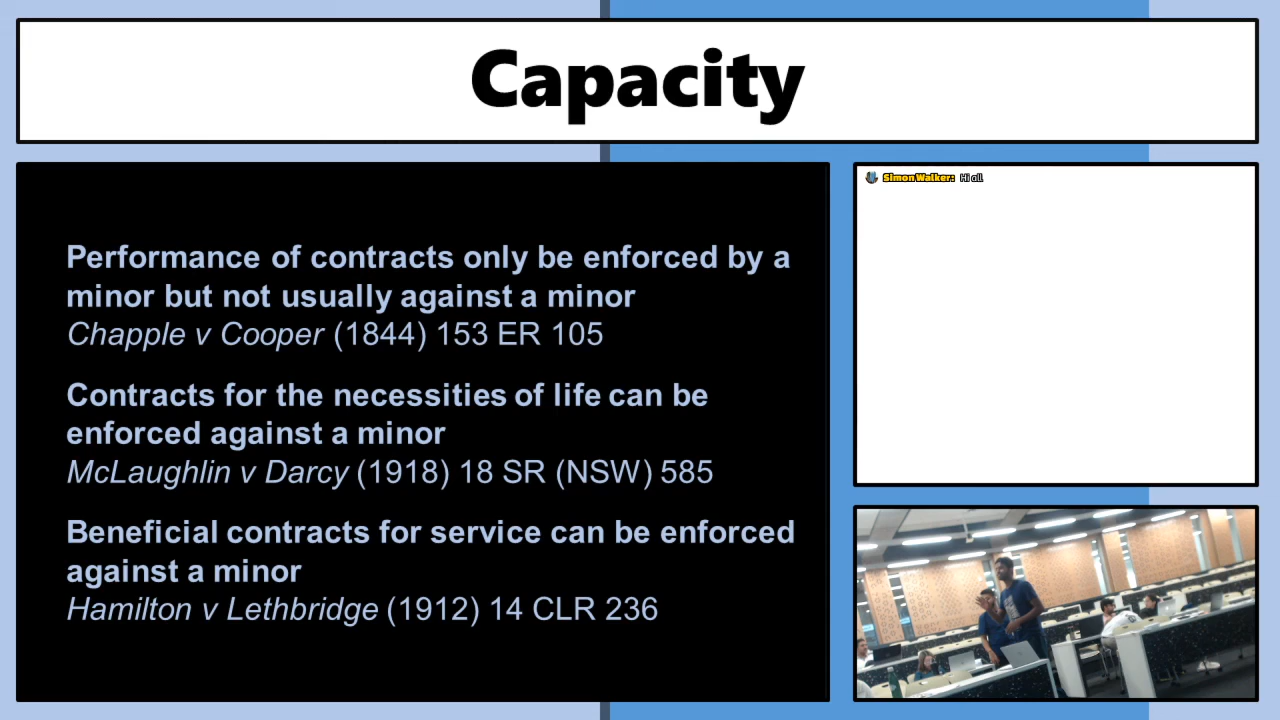 Capacity
Performance of contracts only be enforced by a
minor but not usually against a minor
Chapple v Cooper (1844) 153 ER 105
Contracts for the necessities of life can be
enforced against a minor
McLaughlin v Darcy (1918) 18 SR (NSW) 585
Beneficial contracts for service can be enforced
against a minor
Hamilton v Lethbridge (1912) 14 CLR 236
Simon Walker: Hi all